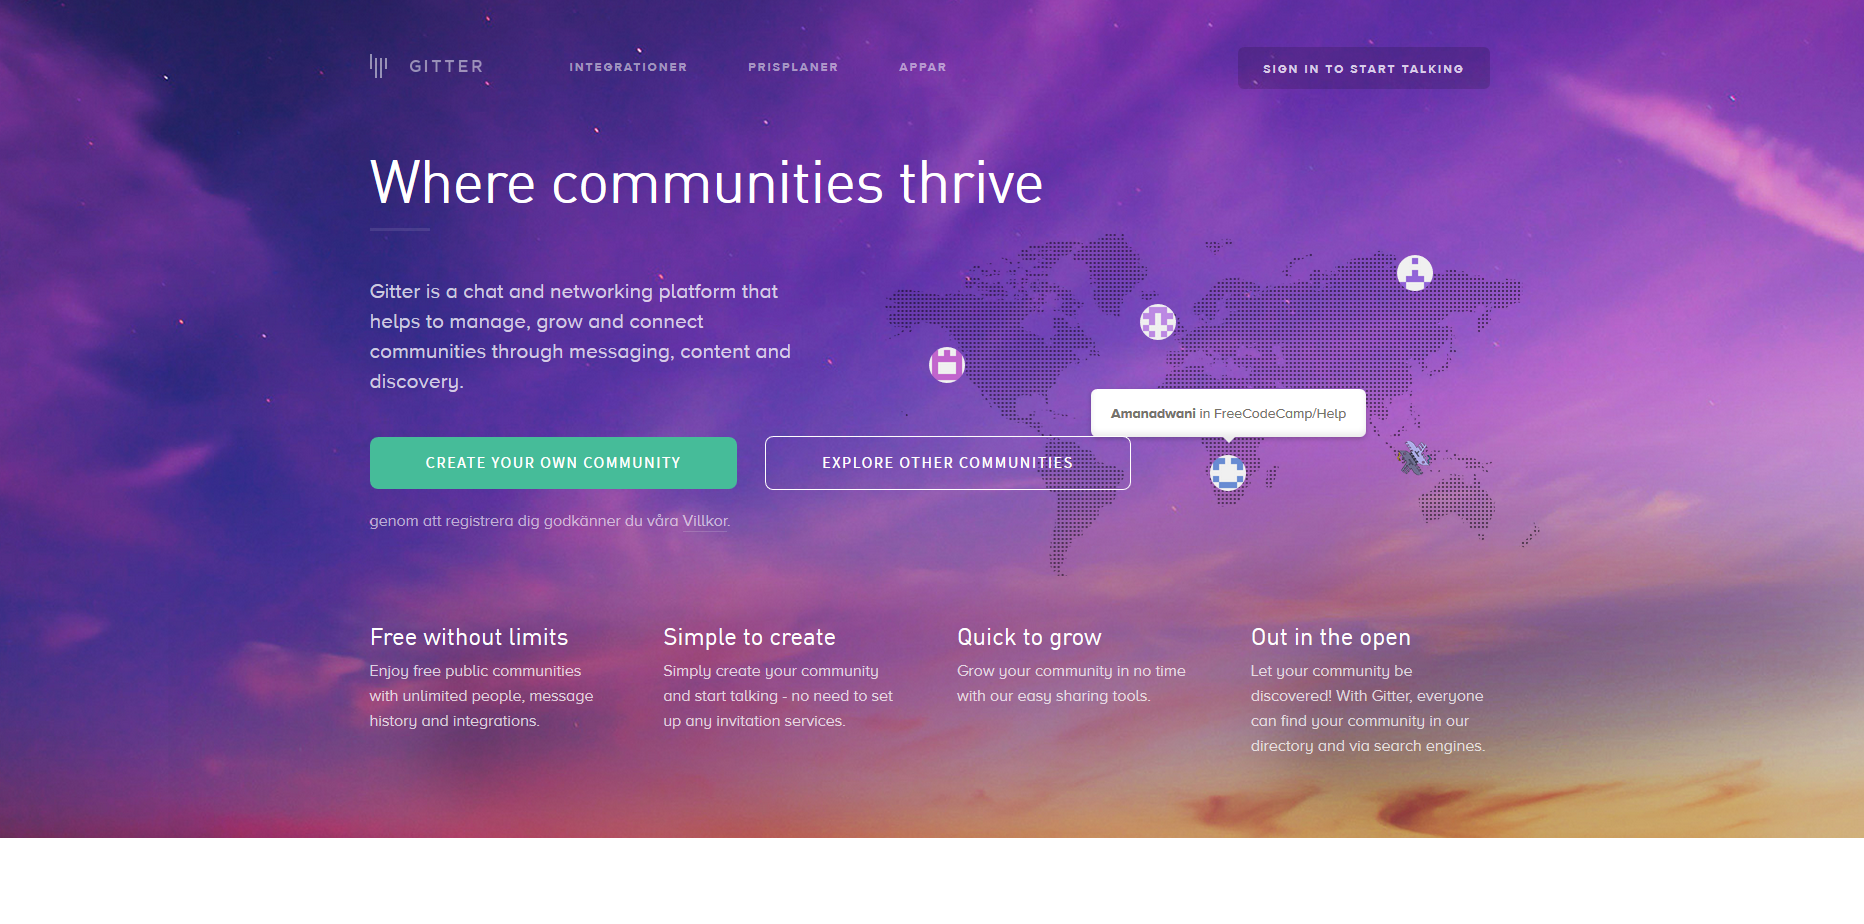 GITTER
INTEGRATIONER
PRISPLANER
APPAR
SIGN IN TO START TALKING
Where communities thrive
Gitter is a chat and networking platform that
helps to manage, grow and connect
communities through messaging, content and
discovery.
Amanadwani in FreeCodeCamp/Help
CREATE YOUR OWN COMMUNITY
EXPLORE OTHER COMMUNITIES
genom att registrera dig godkänner du våra Villkor.
Free without limits
Enjoy free public communities
with unlimited people, message
history and integrations.
Simple to create
Simply create your community
and start talking - no need to set
up any invitation services.
Quick to grow
Grow your community in no time
with our easy sharing tools.
Out in the open
Let your community be
discovered! With Gitter, everyone
can find your community in our
directory and via search engines.